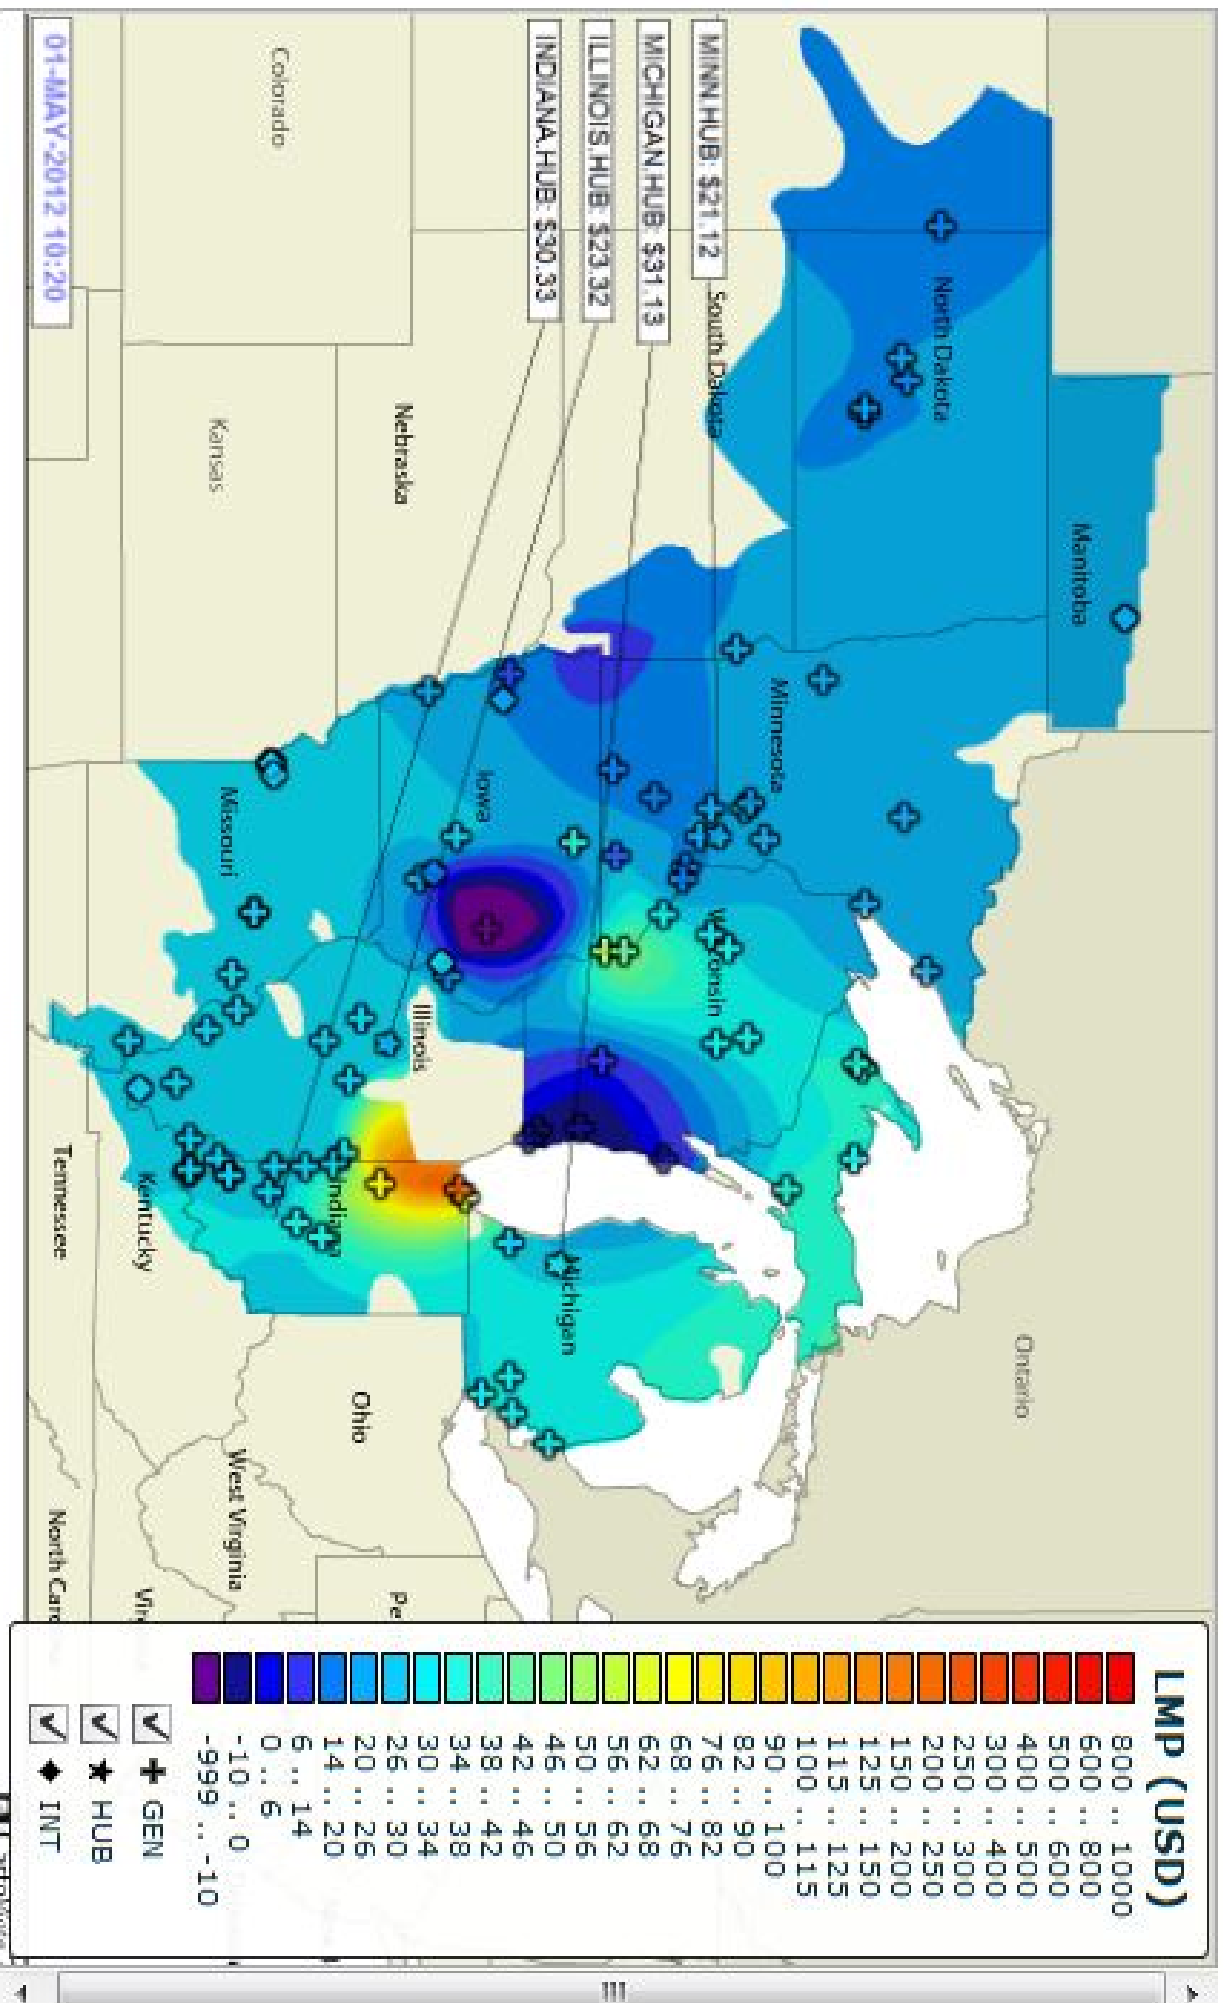 MINN.HUB: $21.12
MICHIGAN.HUB: $31.13
ILLINOIS.HUB: $23.32
INDIANA.HUB: $30.33
01-MAY-2012 10:20
Manitoba
Ontario
North Dakota
Minnesota
South Dakota
Wisconsin
Michigan
Iowa
Nebraska
Illinois
Indiana
Ohio
Pe
Colorado
Kansas
Missouri
West Virginia
Kentucky
Tennessee
North Car
LMP (USD)
800 .. 1000
600 .. 800
500 .. 600
400 .. 500
300 .. 400
250 .. 300
200 .. 250
150 .. 200
125 .. 150
115 .. 125
100 .. 115
90 .. 100
82 .. 90
76 .. 82
68 .. 76
62 .. 68
56 .. 62
50 .. 56
46 .. 50
42 .. 46
38 .. 42
34 .. 38
30 .. 34
26 .. 30
20 .. 26
14 .. 20
6 .. 14
0 .. 6
-10 .. 0
-999 .. -10
GEN
HUB
INT